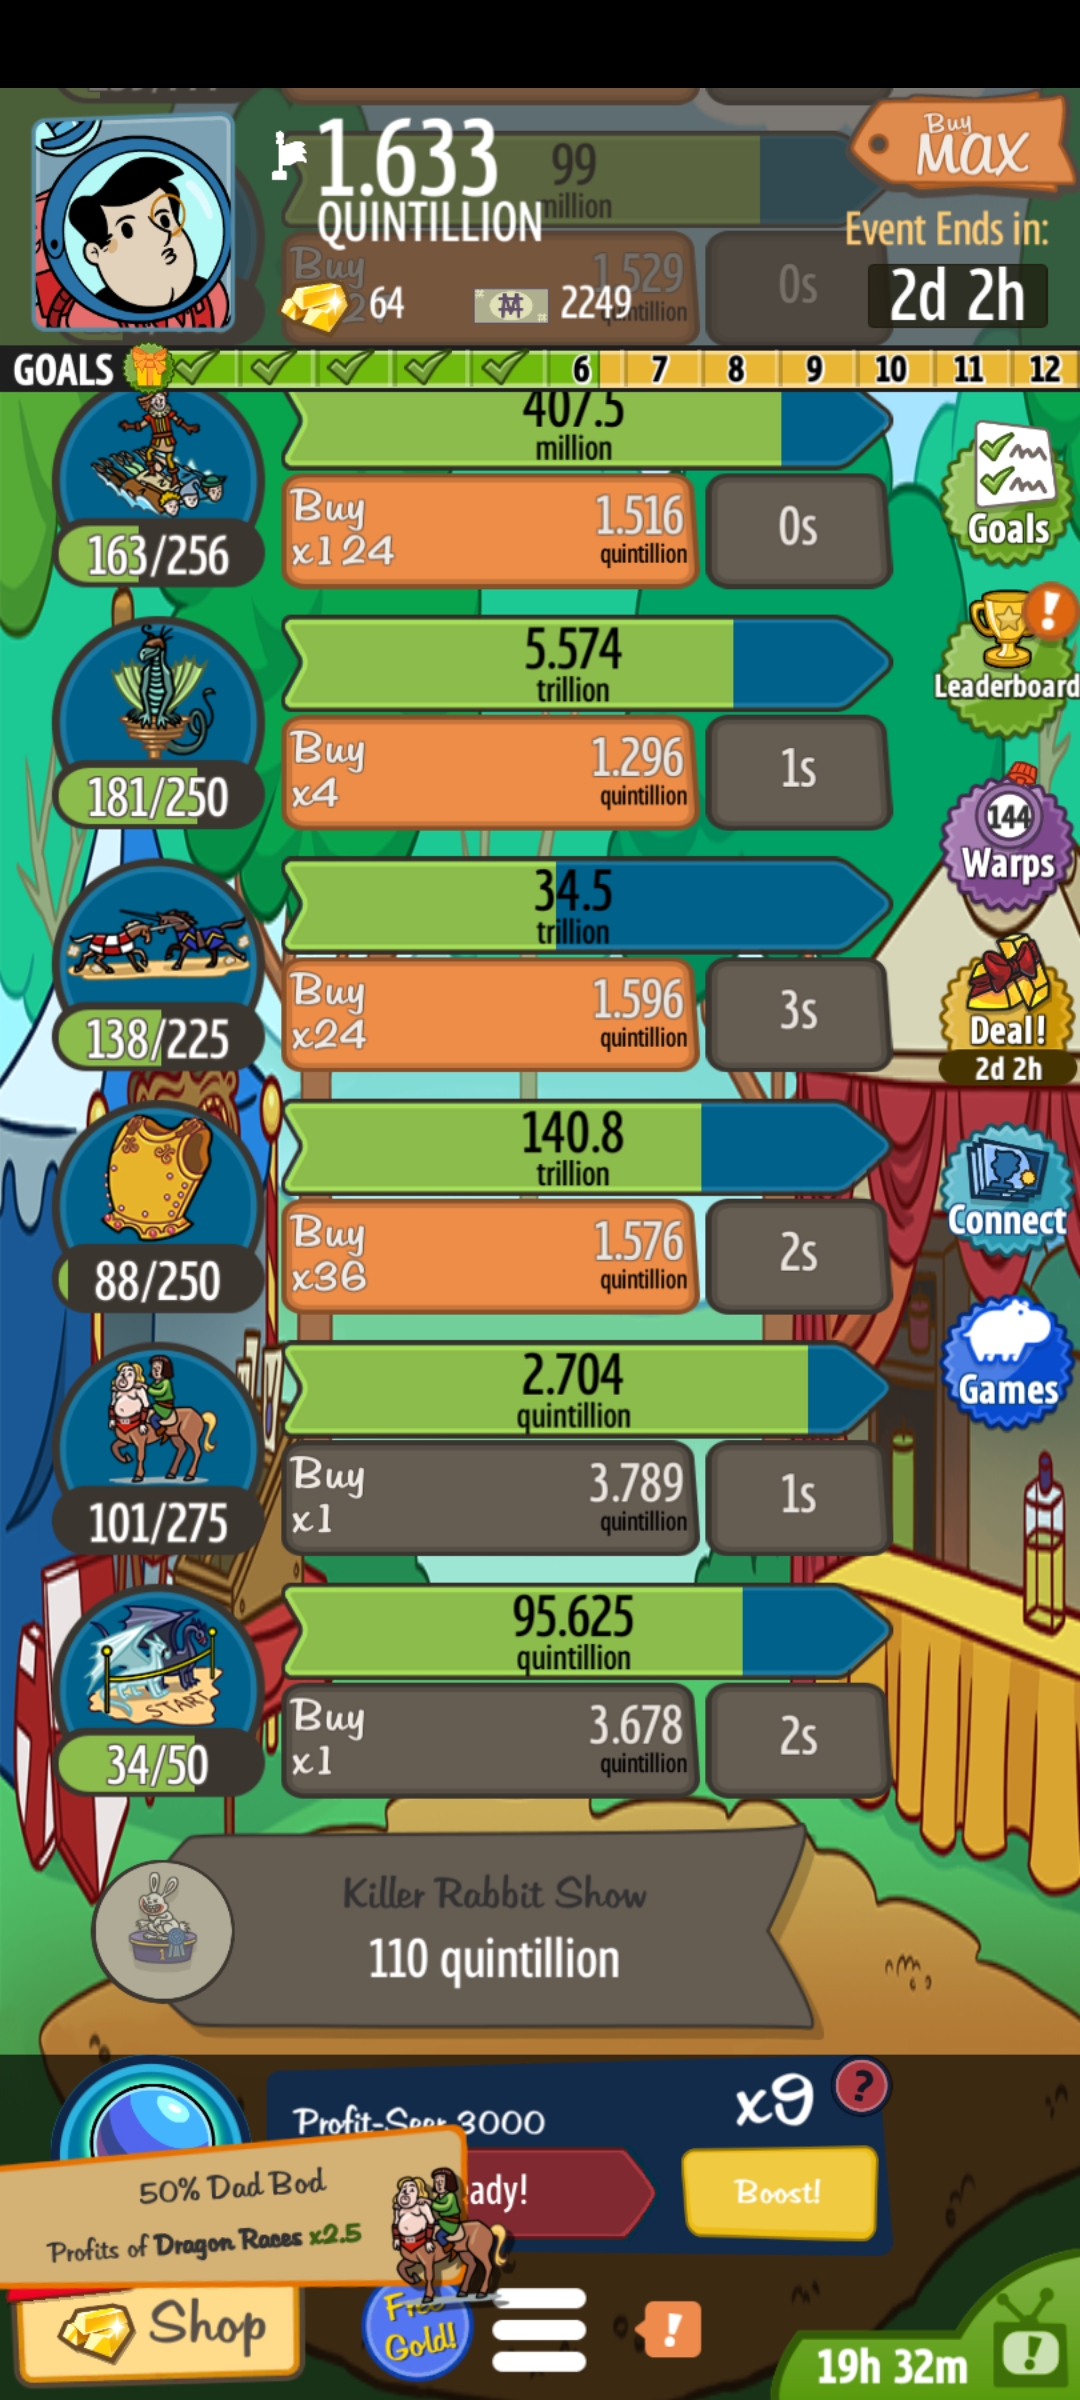 1.633
QUINTILLION
99
million
Buy
MAX
Event Ends in:
2d 2h
Buy
1.529
quintillion
0s
64
2249
GOALS
6 7 8 9 10 11 12
407.5
million
163/256
Buy
x124
1.516
quintillion
0s
Goals
5.574
trillion
181/250
Buy
x4
1.296
quintillion
1s
Leaderboard
144
Warps
34.5
trillion
138/225
Buy
x24
1.596
quintillion
3s
Deal!
2d 2h
140.8
trillion
88/250
Buy
x36
1.576
quintillion
2s
Connect
Games
2.704
quintillion
101/275
Buy
x1
3.789
quintillion
1s
95.625
quintillion
START
34/50
Buy
x1
3.678
quintillion
2s
Killer Rabbit Show
110 quintillion
1
Profit-Seer 3000
x9
?
ady!
Boost!
50% Dad Bod
Profits of Dragon Races x2.5
Shop
Free
Gold!
!
19h 32m
!